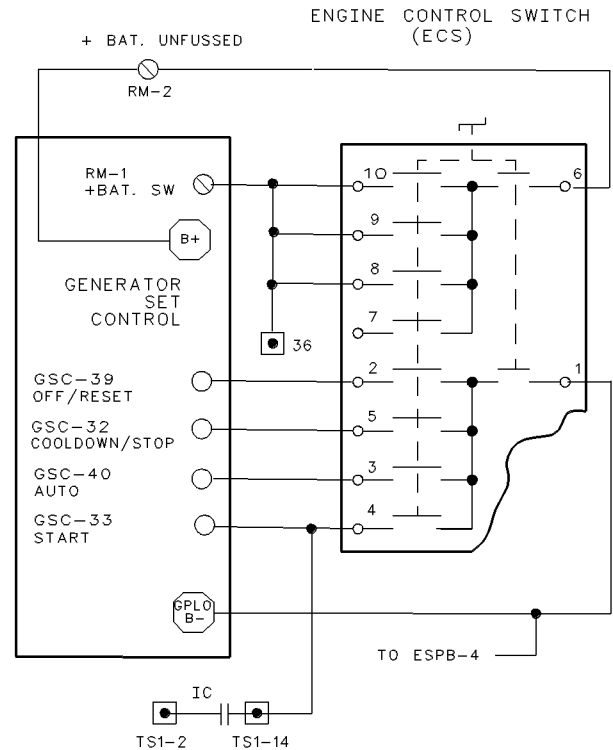 ENGINE CONTROL SWITCH
(ECS)
+ BAT. UNFUSSED
RM-2
RM-1
+BAT. SW
B+
GENERATOR
SET
CONTROL
GSC-39
OFF/RESET
GSC-32
COOLDOWN/STOP
GSC-40
AUTO
GSC-33
START
GPLO
B-
10
9
8
7
2
5
3
4
6
1
36
TO ESPB-4
IC
TS1-2
TS1-14